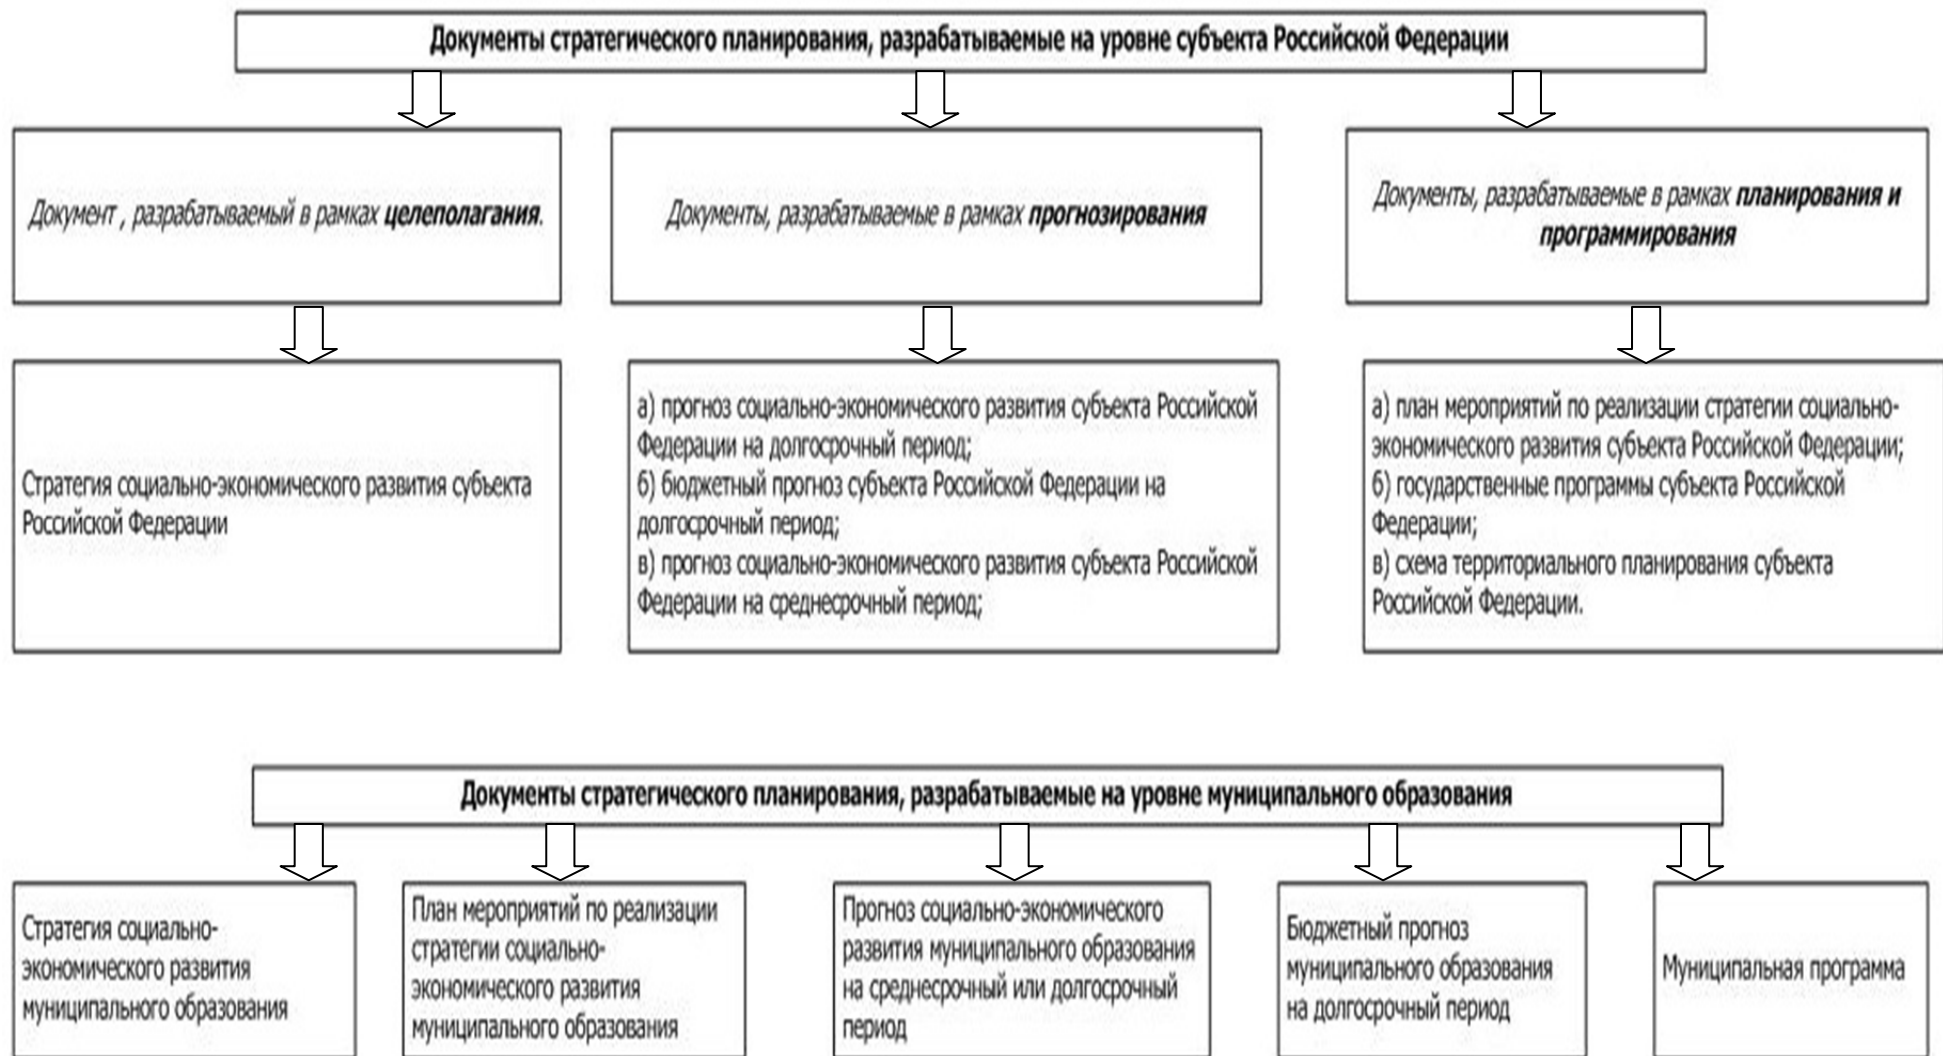 Документы стратегического планирования, разрабатываемые на уровне субъекта Российской Федерации
Документ , разрабатываемый в рамках целеполагания.
Документы, разрабатываемые в рамках прогнозирования
Документы, разрабатываемые в рамках планирования и
программирования
Стратегия социально-экономического развития субъекта
Российской Федерации
а) прогноз социально-экономического развития субъекта Российской
Федерации на долгосрочный период;
б) бюджетный прогноз субъекта Российской Федерации на
долгосрочный период;
в) прогноз социально-экономического развития субъекта Российской
Федерации на среднесрочный период;
а) план мероприятий по реализации стратегии социально-
экономического развития субъекта Российской Федерации;
б) государственные программы субъекта Российской
Федерации;
в) схема территориального планирования субъекта
Российской Федерации.
Документы стратегического планирования, разрабатываемые на уровне муниципального образования
Стратегия социально-
экономического развития
муниципального образования
План мероприятий по реализации
стратегии социально-
экономического развития
муниципального образования
Прогноз социально-экономического
развития муниципального образования
на среднесрочный или долгосрочный
период
Бюджетный прогноз
муниципального образования
на долгосрочный период
Муниципальная программа